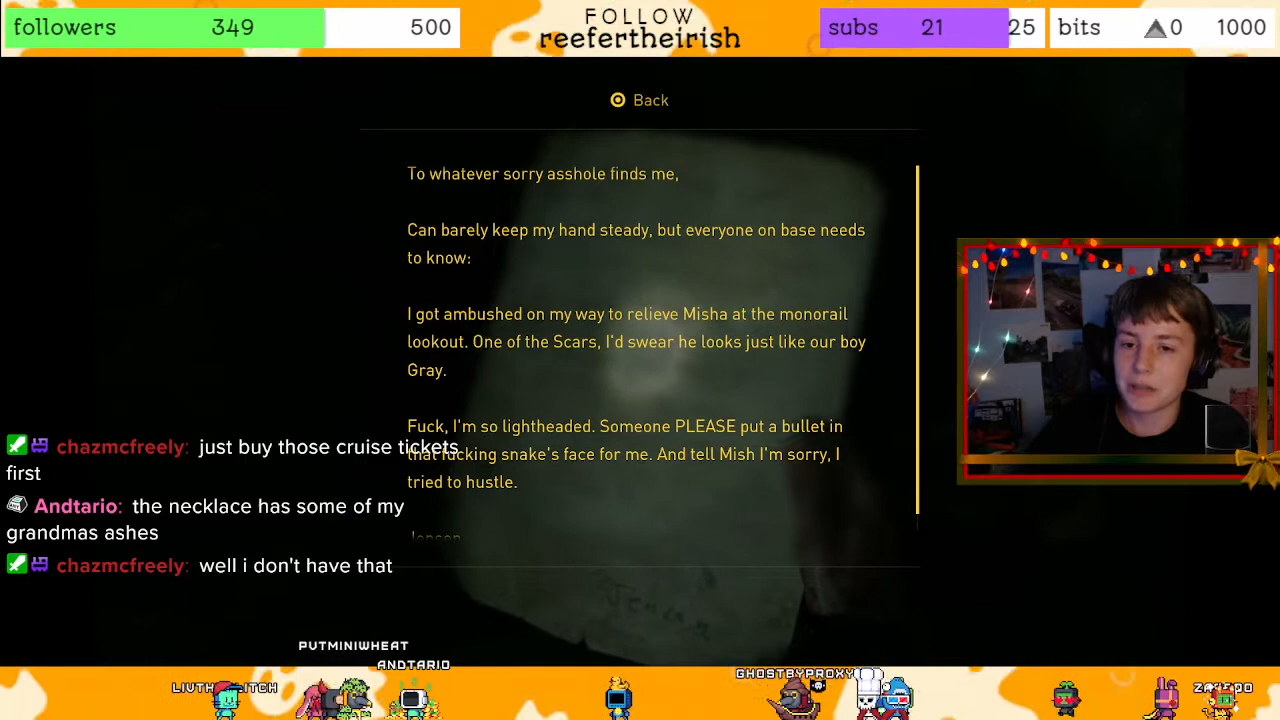 followers 349 500
FOLLOW
reefertheirish
subs 21 25
bits 0 1000
Back
To whatever sorry asshole finds me,
Can barely keep my hand steady, but everyone on base needs
to know:
I got ambushed on my way to relieve Misha at the monorail
lookout. One of the Scars, I'd swear he looks just like our boy
Gray.
Fuck, I'm so lightheaded. Someone PLEASE put a bullet in
that fucking snake's face for me. And tell Mish I'm sorry, I
tried to hustle.
Jensen
chazmcfreely: just buy those cruise tickets
first
Andtario: the necklace has some of my
grandmas ashes
chazmcfreely: well i don't have that
PUTMINIWHEAT
ANDTARIO
GHOSTBYPROXY